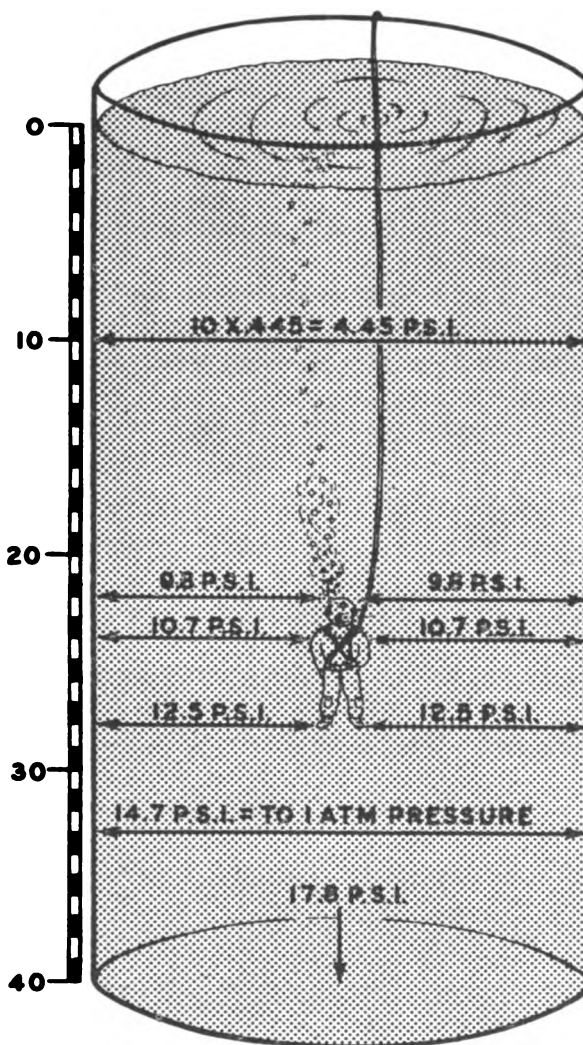 0
10 X .445 = 4.45 P.S.I.
10
20
9.8 P.S.I. 9.8 P.S.I.
10.7 P.S.I. 10.7 P.S.I.
12.5 P.S.I. 12.5 P.S.I.
30
14.7 P.S.I. = TO 1 ATM PRESSURE
17.8 P.S.I.
40